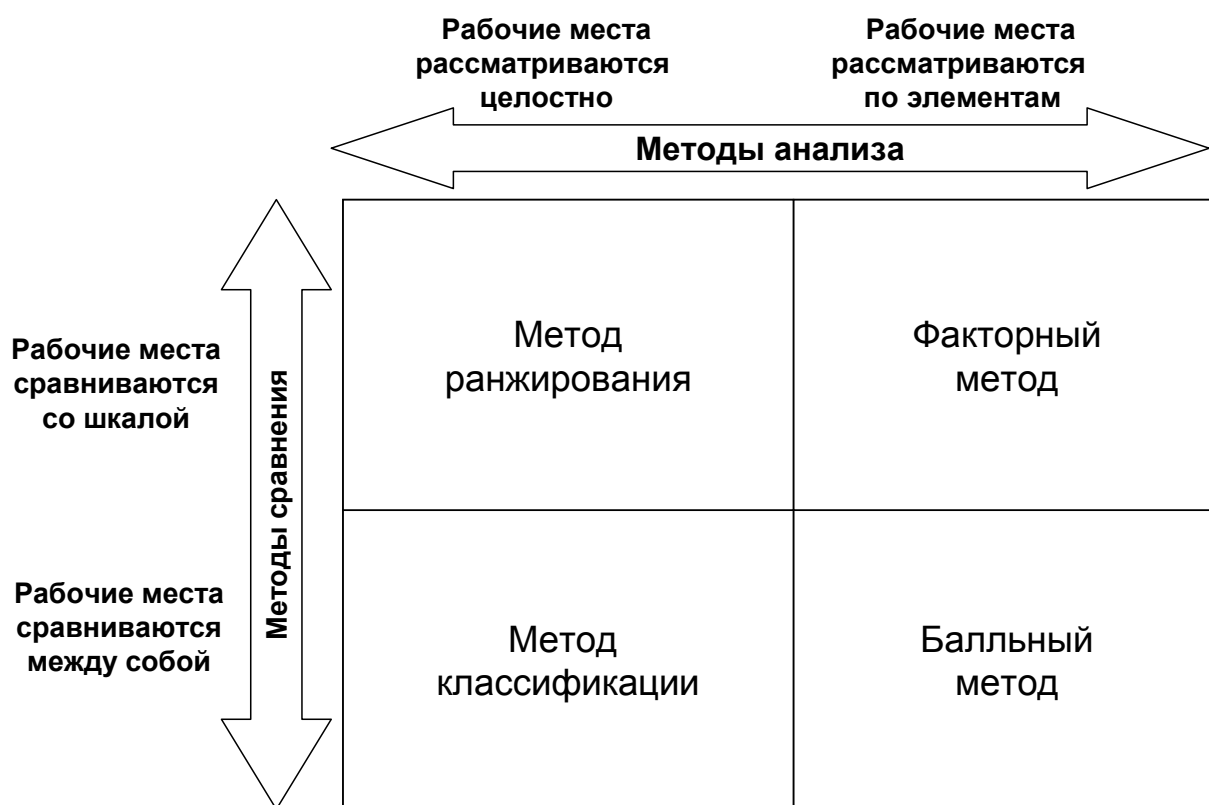 Рабочие места
рассматриваются
целостно
Рабочие места
рассматриваются
по элементам
Методы анализа
Рабочие места
сравниваются
со шкалой
Методы сравнения
Рабочие места
сравниваются
между собой
Метод
ранжирования
Факторный
метод
Метод
классификации
Балльный
метод